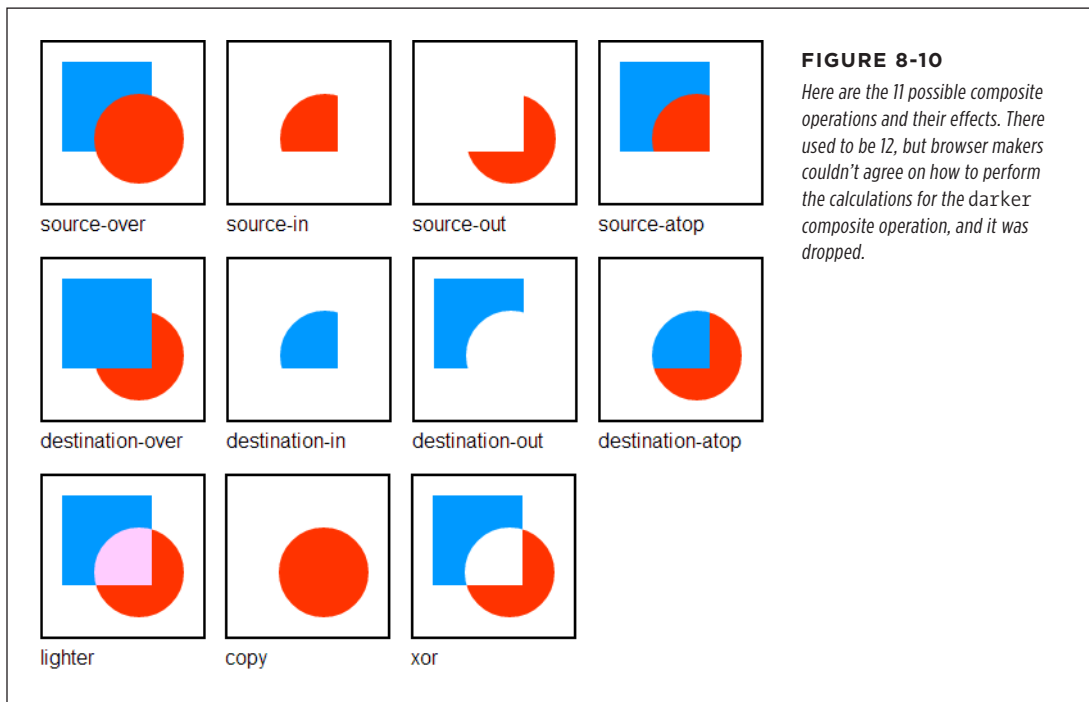 FIGURE 8-10
Here are the 11 possible composite
operations and their effects. There
used to be 12, but browser makers
couldn’t agree on how to perform
the calculations for the darker
composite operation, and it was
dropped.
source-over
source-in
source-out
source-atop
destination-over
destination-in
destination-out
destination-atop
lighter
copy
xor